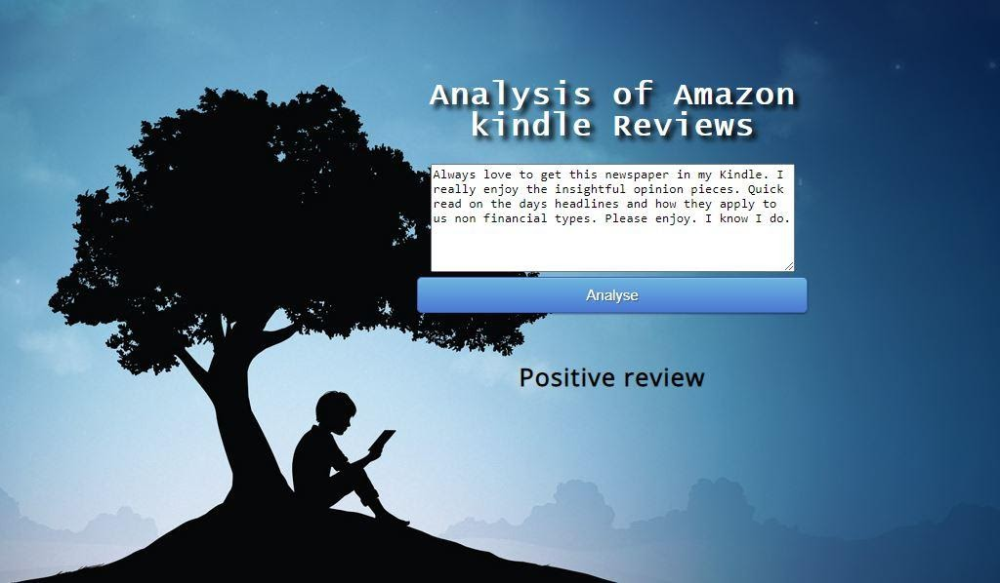 Analysis of Amazon
kindle Reviews
Always love to get this newspaper in my Kindle. I
really enjoy the insightful opinion pieces. Quick
read on the days headlines and how they apply to
us non financial types. Please enjoy. I know I do.
Analyse
Positive review